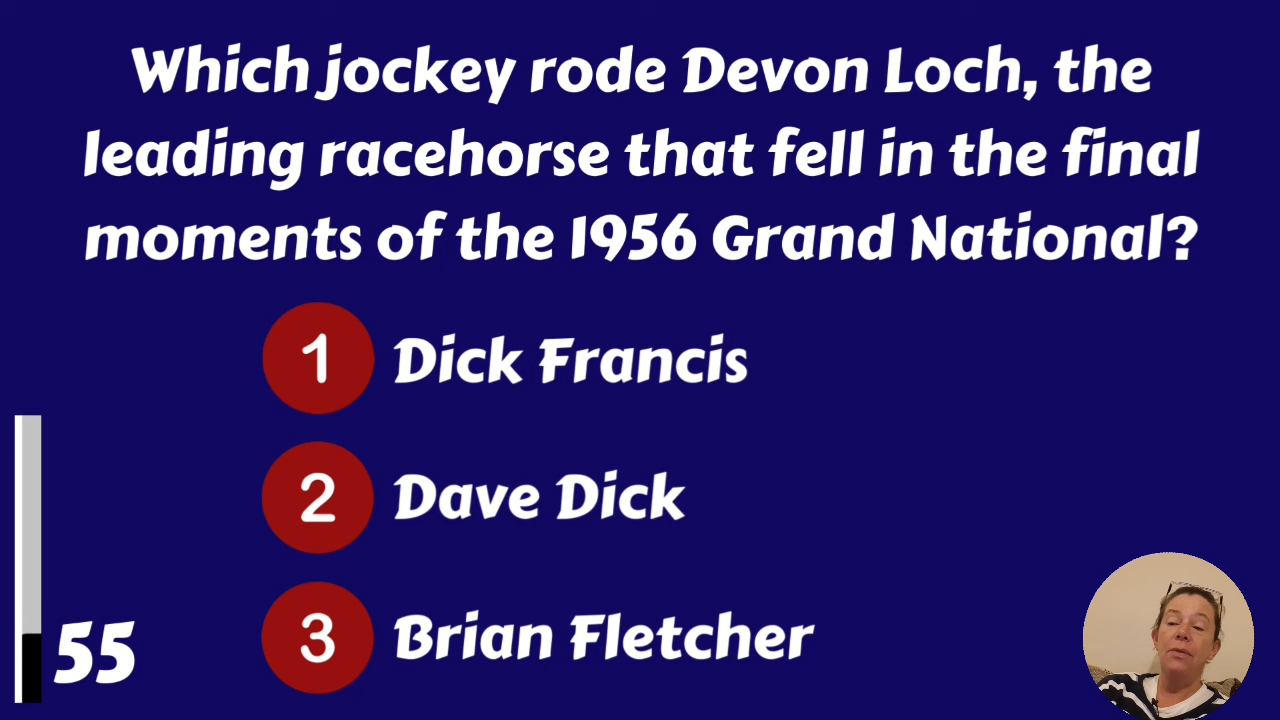 Which jockey rode Devon Loch, the
leading racehorse that fell in the final
moments of the 1956 Grand National?
1 Dick Francis
2 Dave Dick
3 Brian Fletcher
55